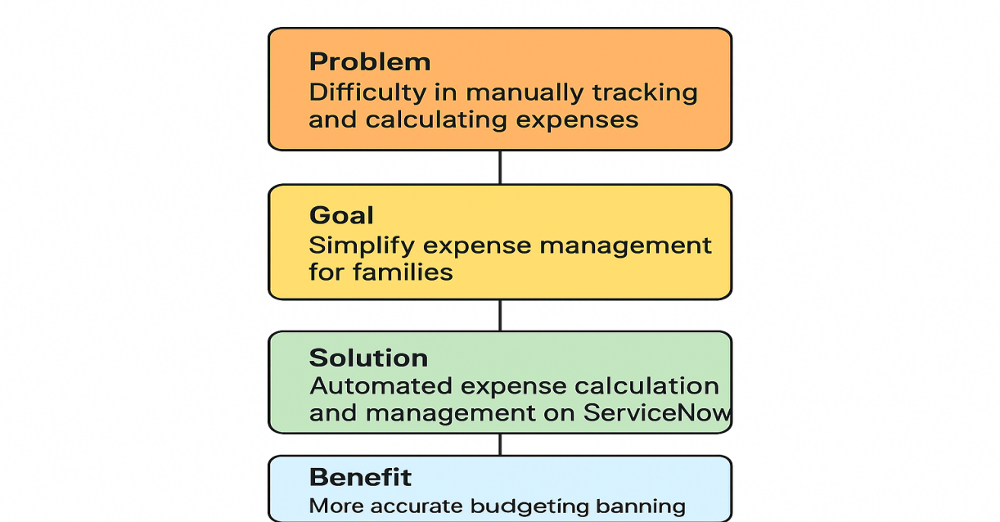 Problem
Difficulty in manually tracking
and calculating expenses
Goal
Simplify expense management
for families
Solution
Automated expense calculation
and management on ServiceNow
Benefit
More accurate budgeting banning